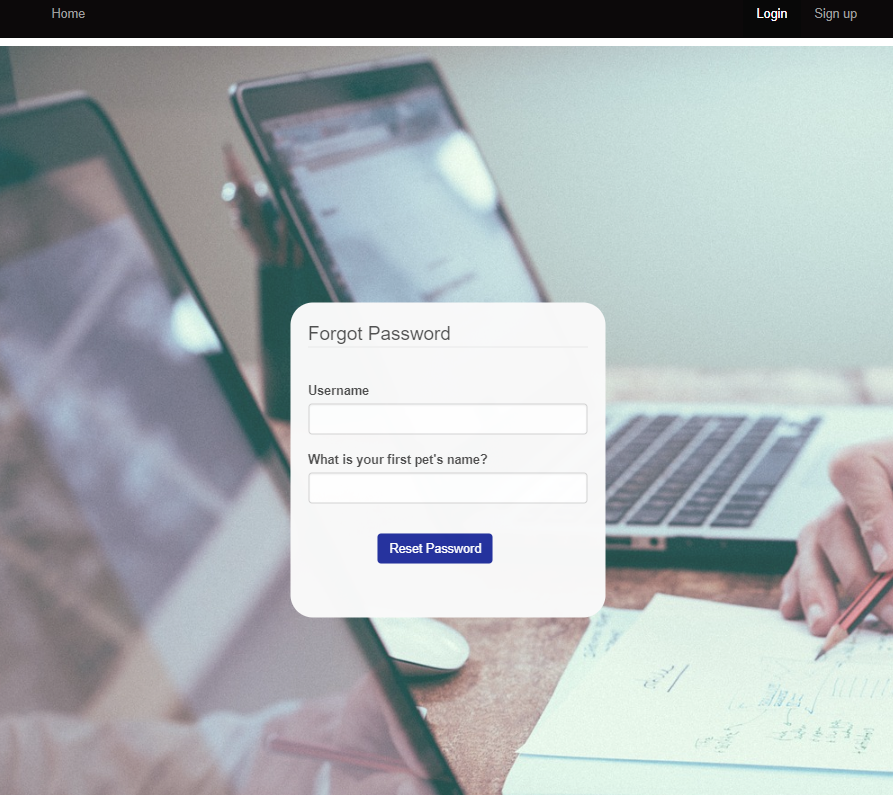 Home Login Sign up
Forgot Password
Username
What is your first pet's name?
Reset Password